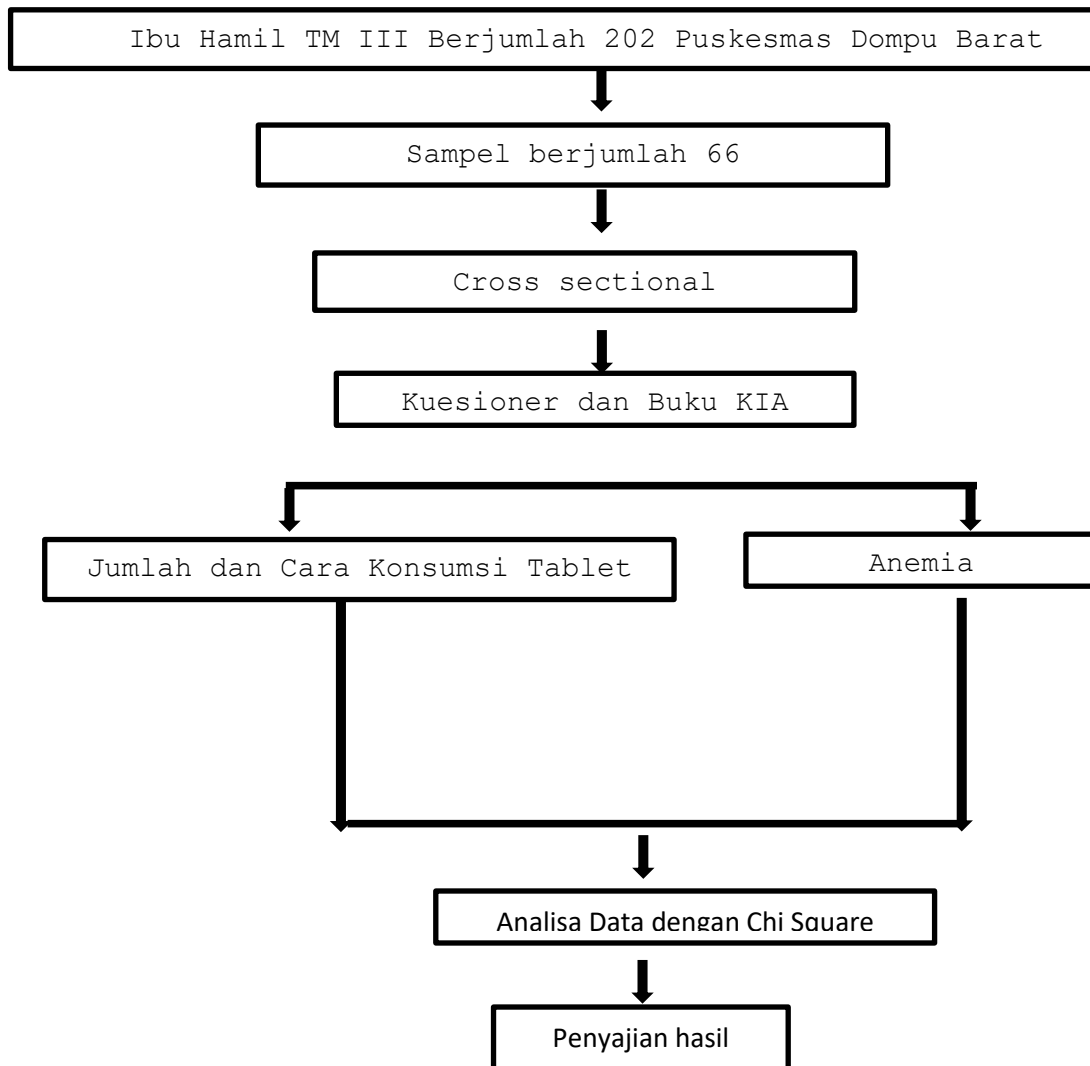 Ibu Hamil TM III Berjumlah 202 Puskesmas Dompu Barat
Sampel berjumlah 66
Cross sectional
Kuesioner dan Buku KIA
Jumlah dan Cara Konsumsi Tablet
Anemia
Analisa Data dengan Chi Square
Penyajian hasil